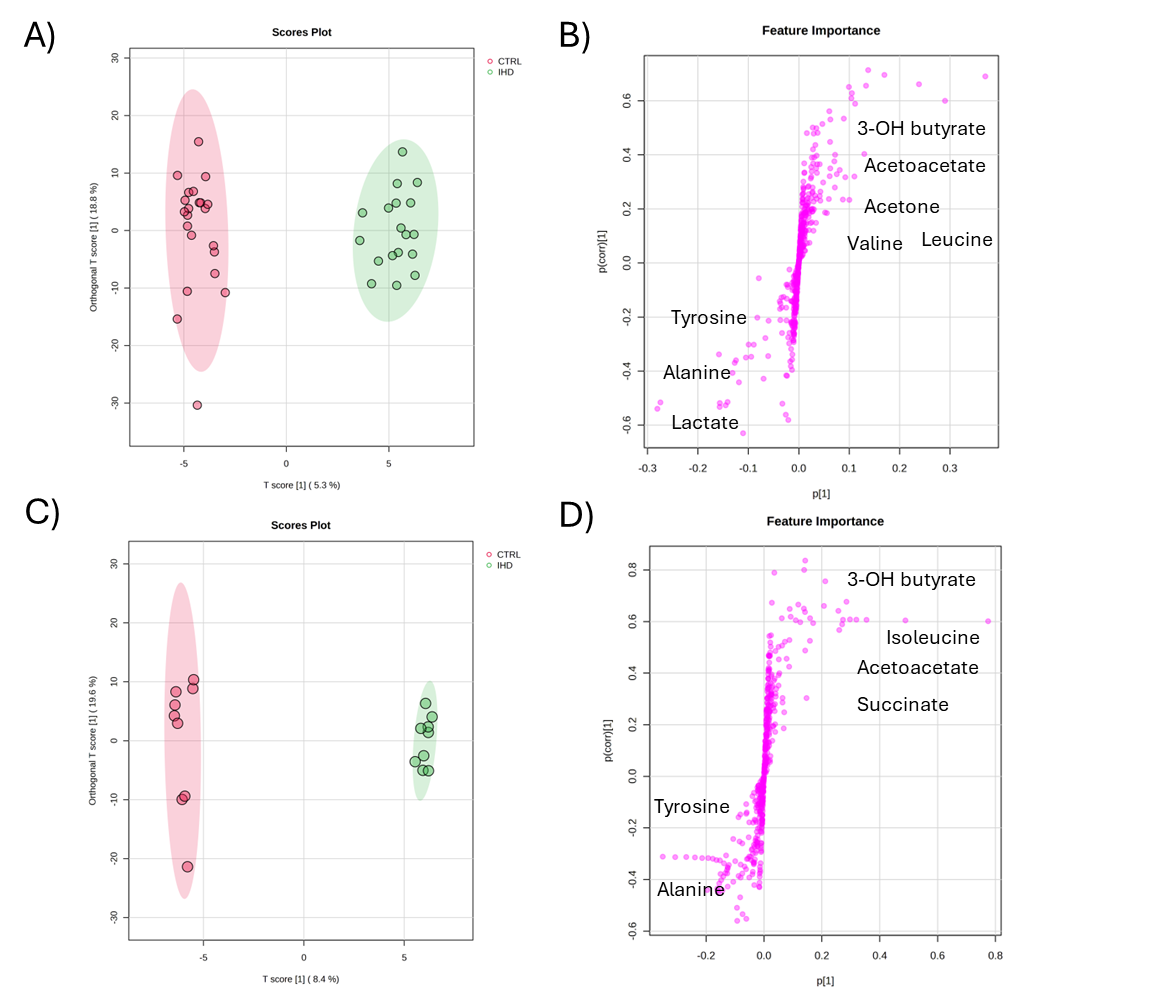 A)
Scores Plot
CTRL
IHD
30
20
10
0
-10
-20
-30
Orthogonal T score [1] ( 18.8 %)
-5
0
5
T score [1] ( 5.3 %)
B)
Feature Importance
0.6
0.4
0.2
0.0
-0.2
-0.4
-0.6
p(corr)[1]
3-OH butyrate
Acetoacetate
Acetone
Valine
Leucine
Tyrosine
Alanine
Lactate
-0.3
-0.2
-0.1
0.0
0.1
0.2
0.3
p[1]
C)
Scores Plot
CTRL
IHD
30
20
10
0
-10
-20
-30
Orthogonal T score [1] ( 19.6 %)
-5
0
5
T score [1] ( 8.4 %)
D)
Feature Importance
0.8
0.6
0.4
0.2
0.0
-0.2
-0.4
-0.6
p(corr)[1]
3-OH butyrate
Isoleucine
Acetoacetate
Succinate
Tyrosine
Alanine
-0.2
0.0
0.2
0.4
0.6
0.8
p[1]